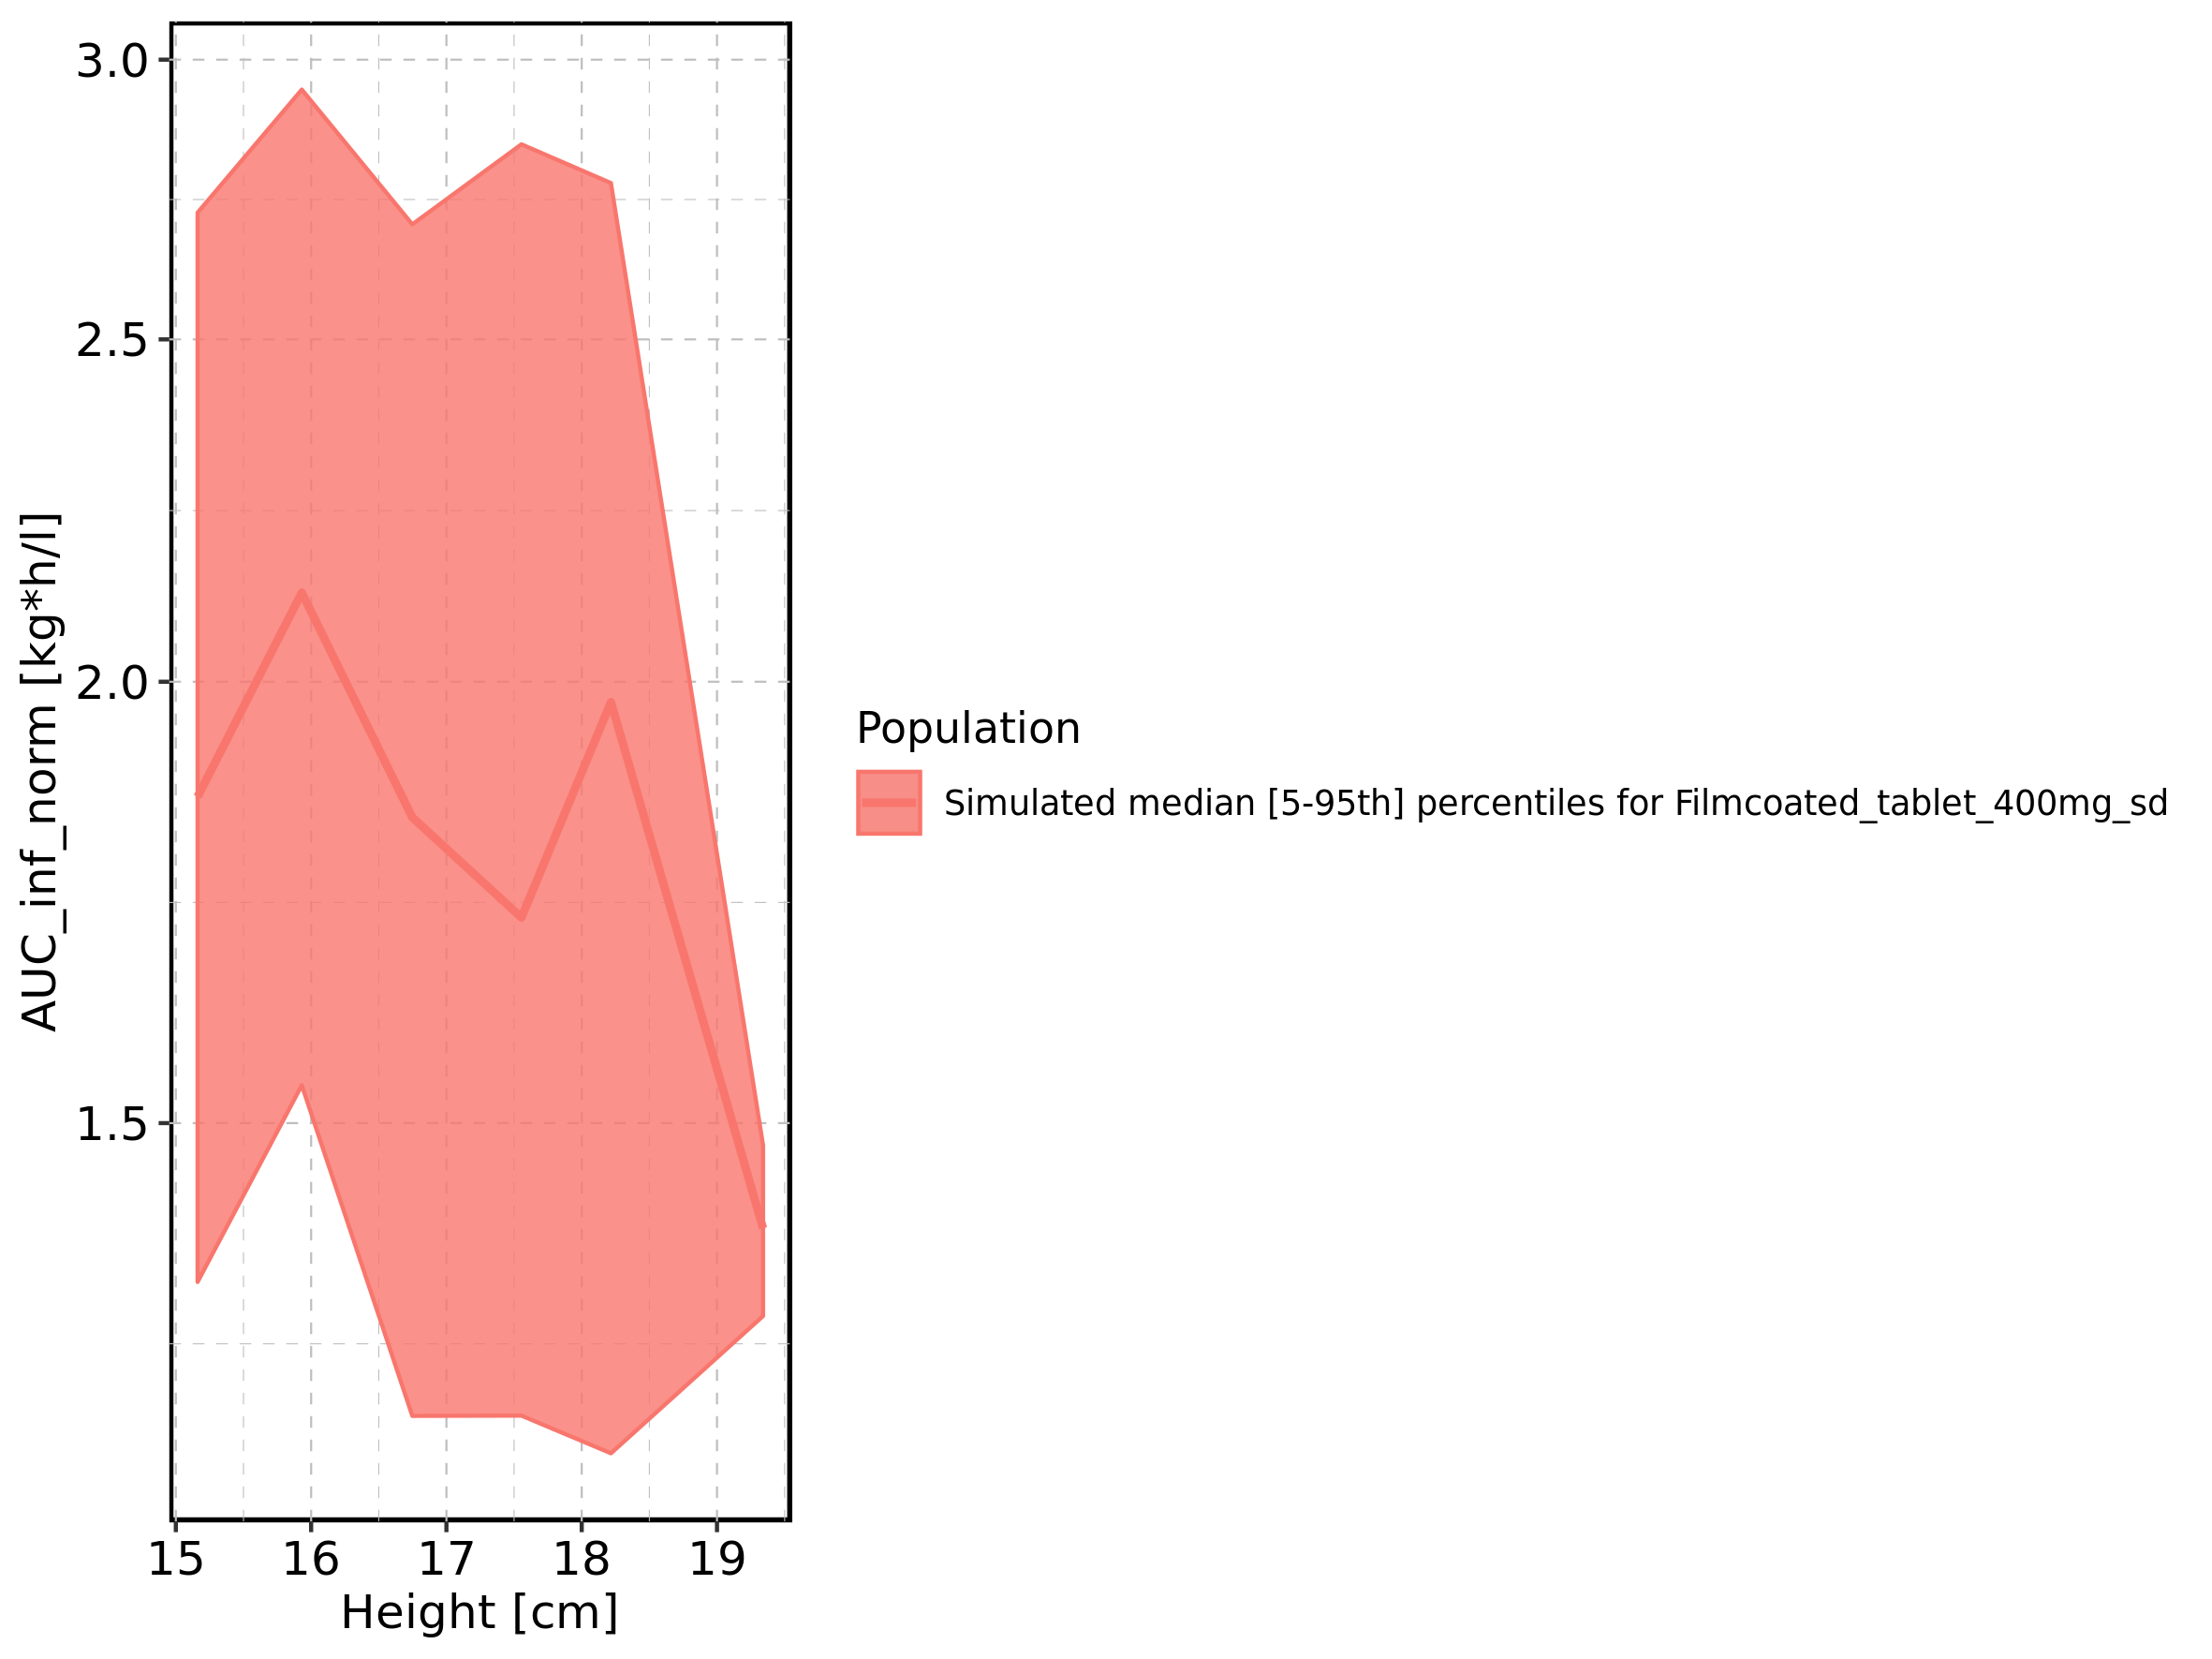 AUC_inf_norm [kg*h/l]
3.0
2.5
2.0
1.5
15 16 17 18 19
Height [cm]
Population
Simulated median [5-95th] percentiles for Filmcoated_tablet_400mg_sd